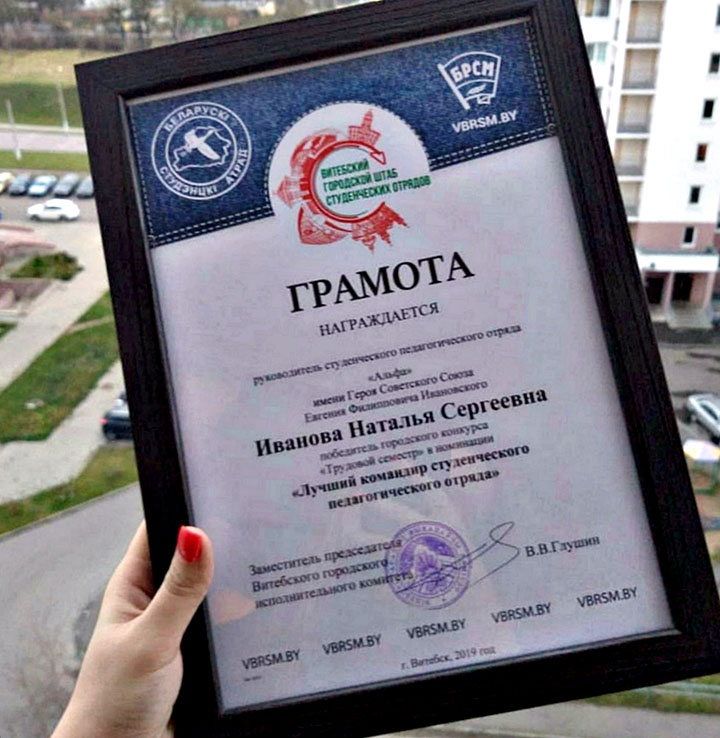 БЕЛАРУСКІ
СТУДЭНЦКІ АТРАД
БРСМ
VBRSM.BY
ВИТЕБСКИЙ
ГОРОДСКОЙ ШТАБ
СТУДЕНЧЕСКИХ ОТРЯДОВ
ГРАМОТА
НАГРАЖДАЕТСЯ
руководитель студенческого педагогического отряда
«Альфа»
имени Героя Советского Союза
Евгения Филипповича Ивановского
Иванова Наталья Сергеевна
победитель городского конкурса
«Трудовой семестр» в номинации
«Лучший командир студенческого
педагогического отряда»
Заместитель председателя
Витебского городского
исполнительного комитета
В.В.Глушин
VBRSM.BY VBRSM.BY VBRSM.BY VBRSM.BY VBRSM.BY
г. Витебск, 2019 год